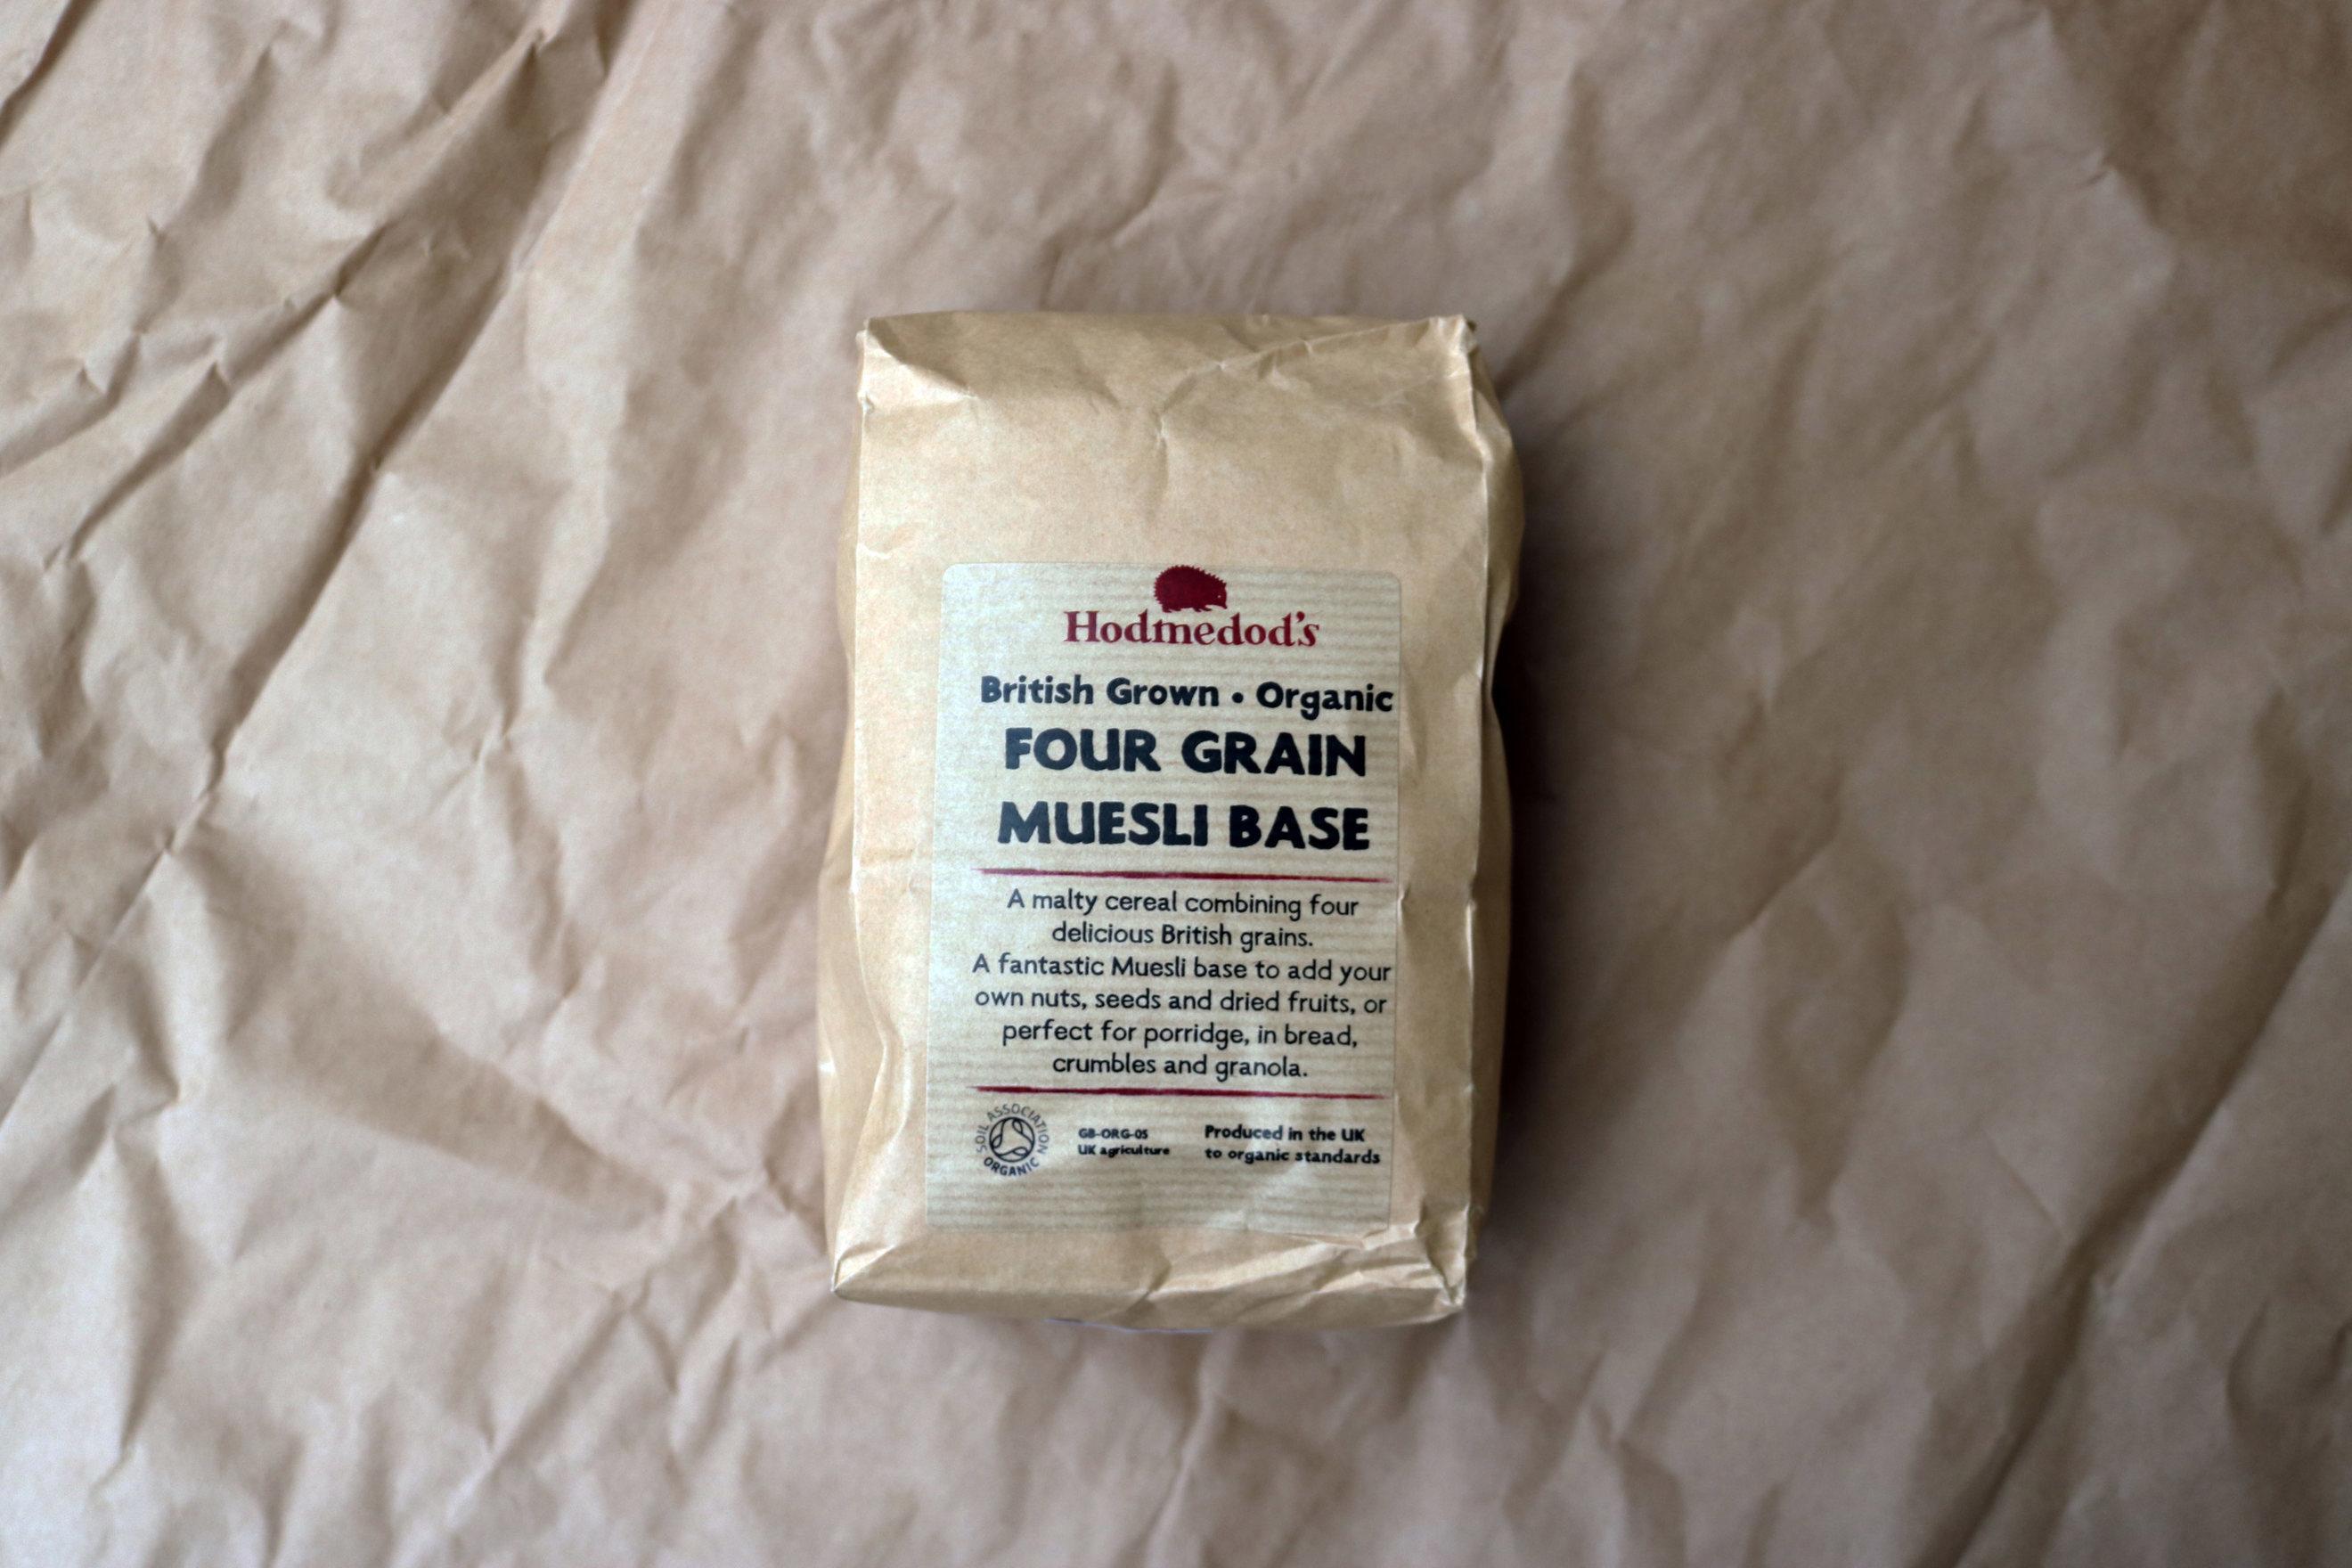 Hodmedod's
British Grown • Organic
FOUR GRAIN
MUESLI BASE
A malty cereal combining four
delicious British grains.
A fantastic Muesli base to add your
own nuts, seeds and dried fruits, or
perfect for porridge, in bread,
crumbles and granola.
SOIL ASSOCIATION
ORGANIC
GB-ORG-05
UK agriculture
Produced in the UK
to organic standards